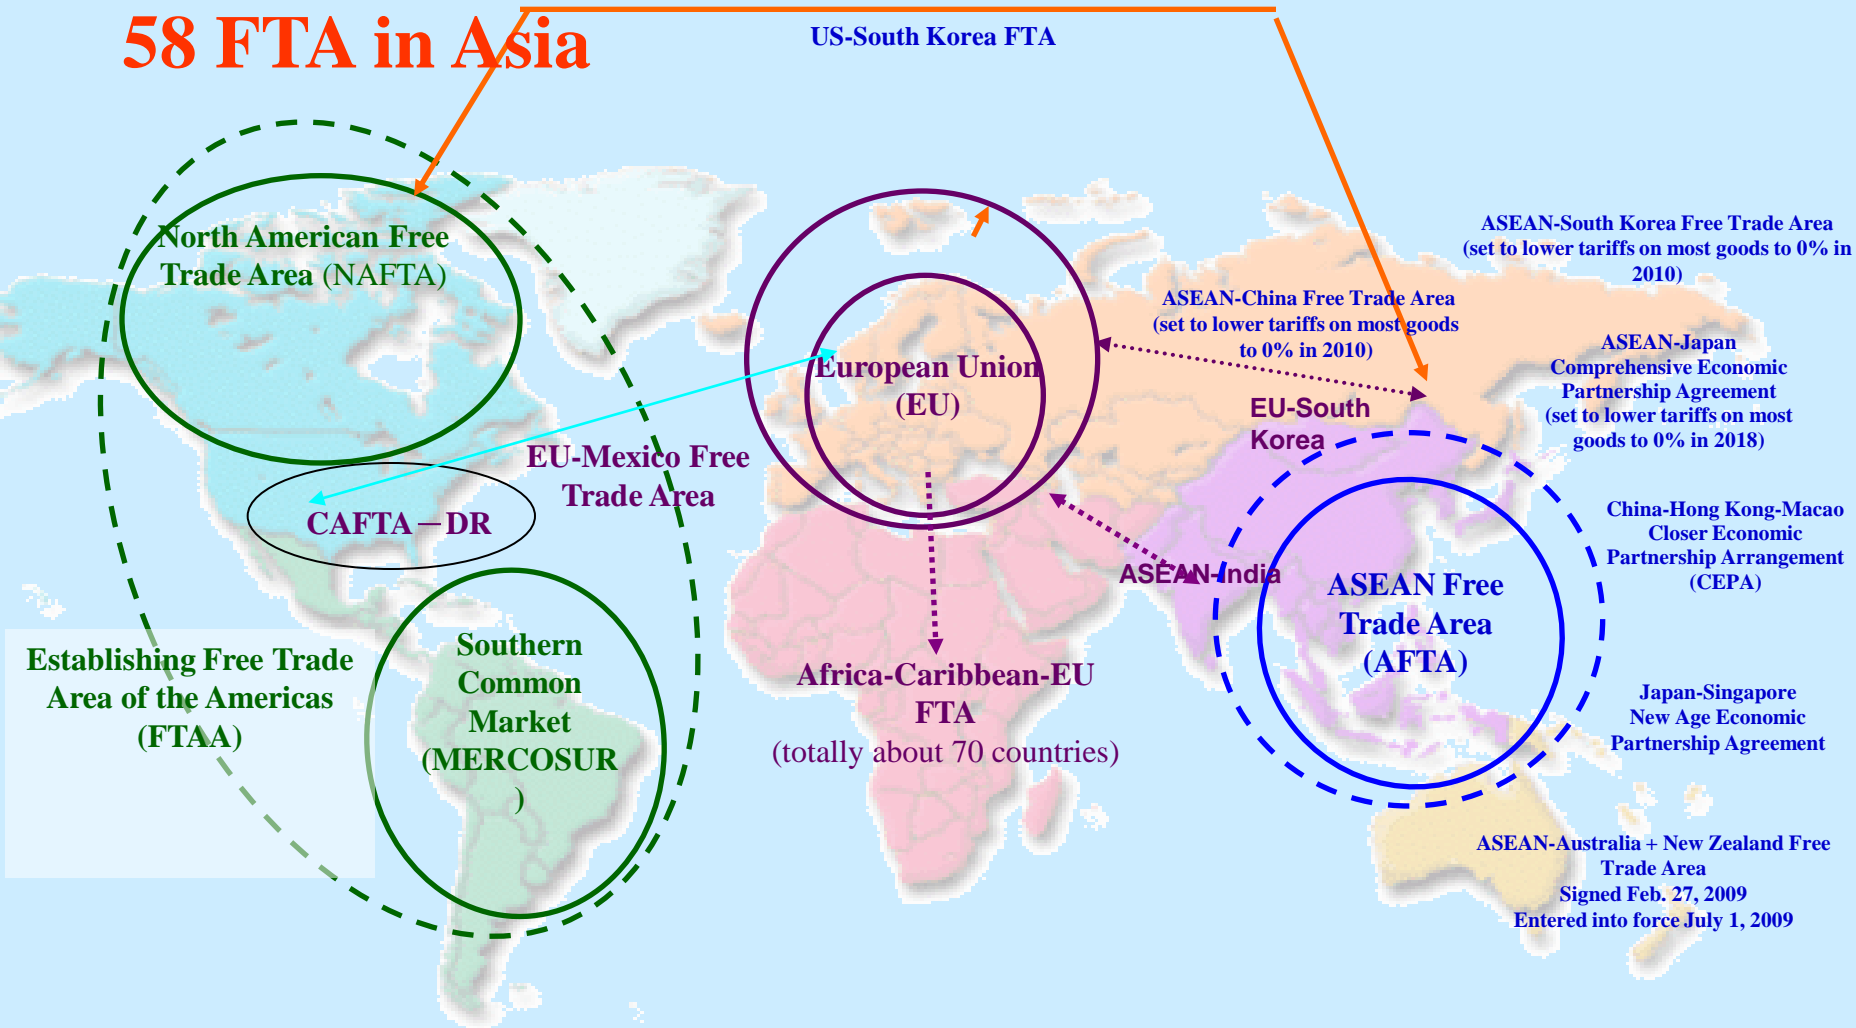 58 FTA in Asia
US-South Korea FTA
North American Free
Trade Area (NAFTA)
ASEAN-South Korea Free Trade Area
(set to lower tariffs on most goods to 0% in
2010)
ASEAN-China Free Trade Area
(set to lower tariffs on most goods
to 0% in 2010)
ASEAN-Japan
Comprehensive Economic
Partnership Agreement
(set to lower tariffs on most
goods to 0% in 2018)
European Union
(EU)
EU-South
Korea
EU-Mexico Free
Trade Area
CAFTA－DR
China-Hong Kong-Macao
Closer Economic
Partnership Arrangement
(CEPA)
ASEAN-India
ASEAN Free
Trade Area
(AFTA)
Establishing Free Trade
Area of the Americas
(FTAA)
Southern
Common
Market
(MERCOSUR
)
Africa-Caribbean-EU
FTA
(totally about 70 countries)
Japan-Singapore
New Age Economic
Partnership Agreement
ASEAN-Australia + New Zealand Free
Trade Area
Signed Feb. 27, 2009
Entered into force July 1, 2009